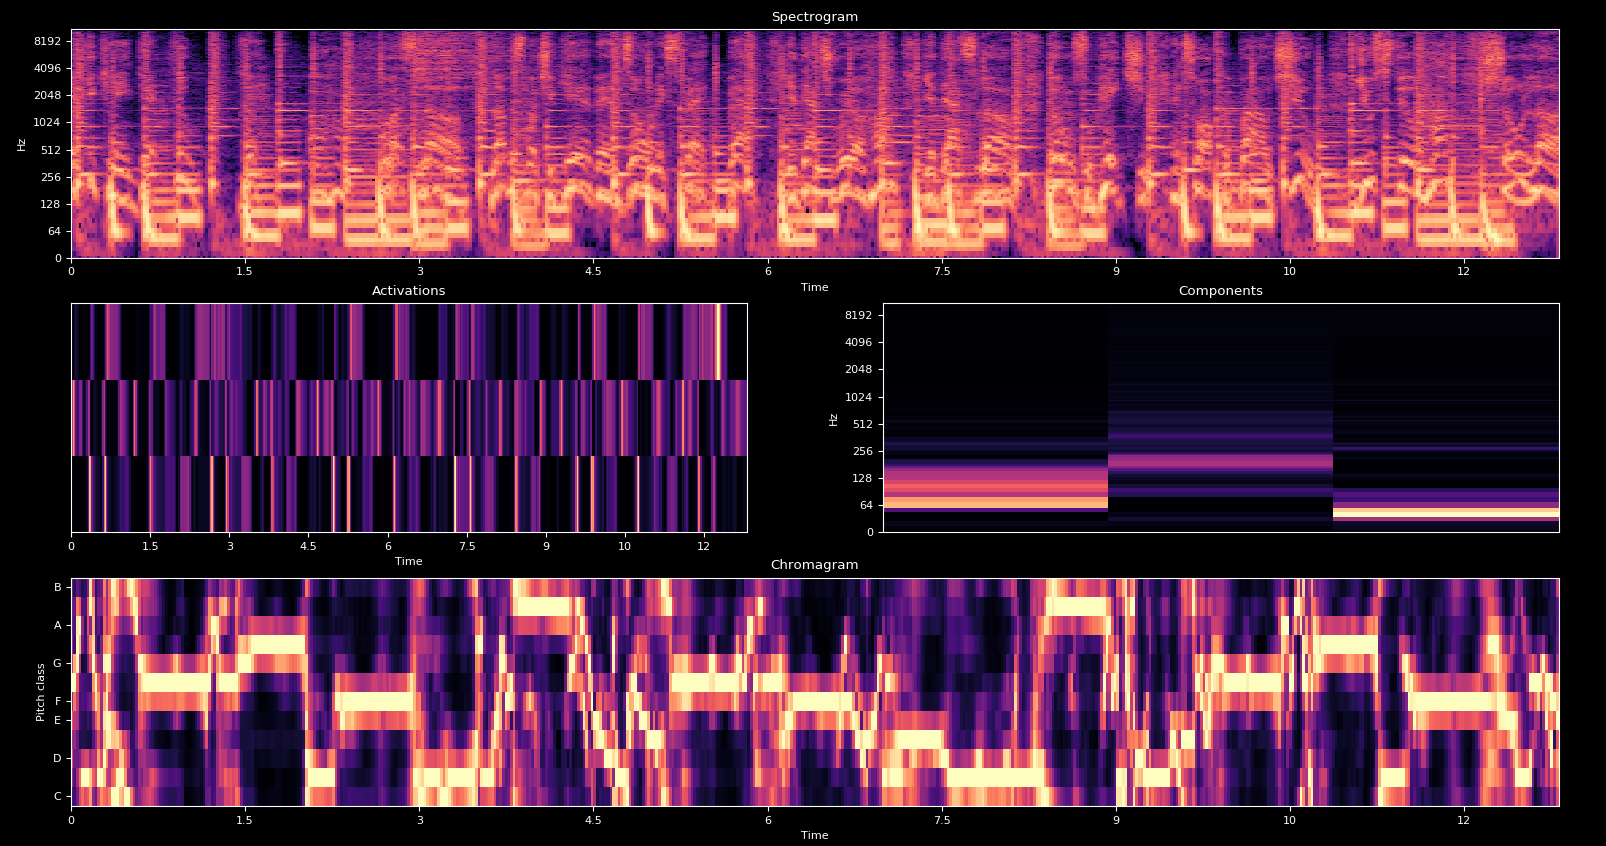 Spectrogram
8192
4096
2048
1024
512
256
128
64
0
Hz
0 1.5 3 4.5 6 7.5 9 10 12
Time
Activations
0 1.5 3 4.5 6 7.5 9 10 12
Time
Components
8192
4096
2048
1024
512
256
128
64
0
Hz
Chromagram
B
A
G
F
E
D
C
Pitch class
0 1.5 3 4.5 6 7.5 9 10 12
Time